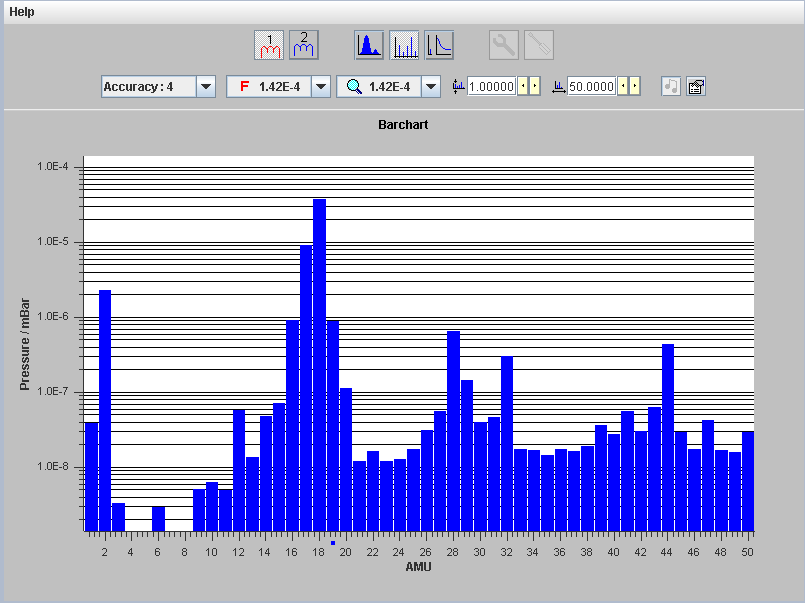 Help
1 2
Accuracy : 4 F 1.42E-4 1.42E-4 1.00000 50.0000
Barchart
1.0E-4
1.0E-5
1.0E-6
1.0E-7
1.0E-8
Pressure / mBar
2 4 6 8 10 12 14 16 18 20 22 24 26 28 30 32 34 36 38 40 42 44 46 48 50
AMU